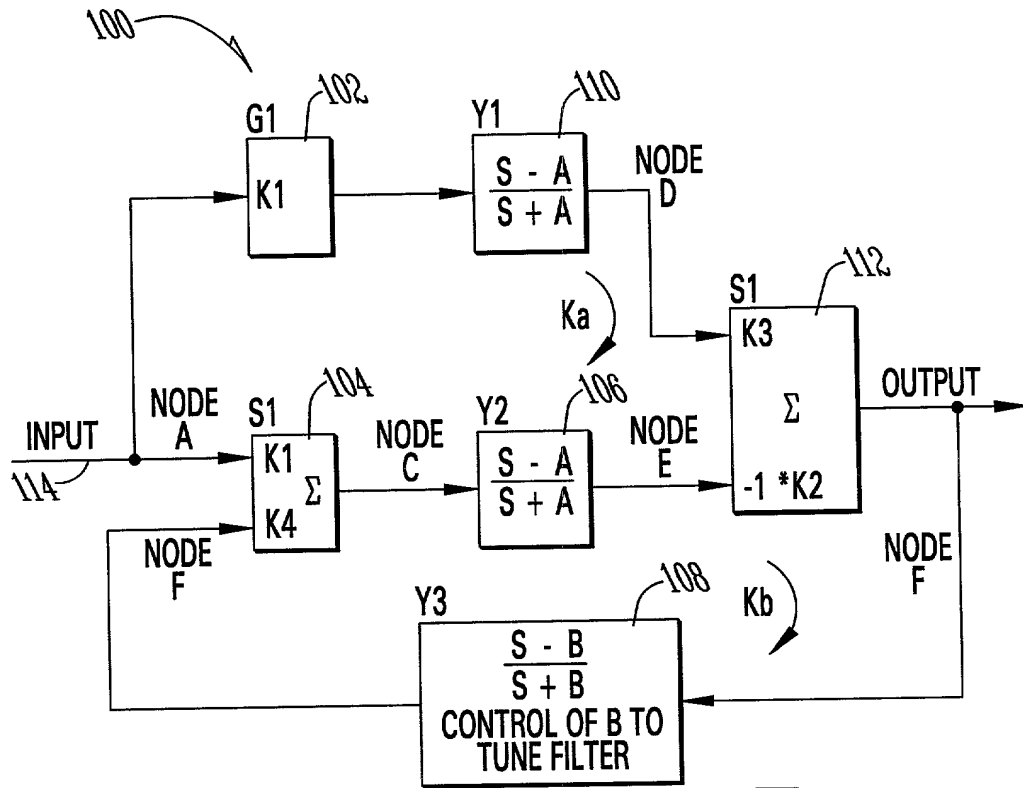 100
102
G1
K1
110
Y1
S - A
S + A
NODE
D
112
S1
K3
Σ
-1 *K2
Ka
OUTPUT
INPUT
114
NODE
A
104
S1
K1
Σ
K4
NODE
C
106
Y2
S - A
S + A
NODE
E
NODE
F
NODE
F
108
Y3
S - B
S + B
CONTROL OF B TO
TUNE FILTER
Kb